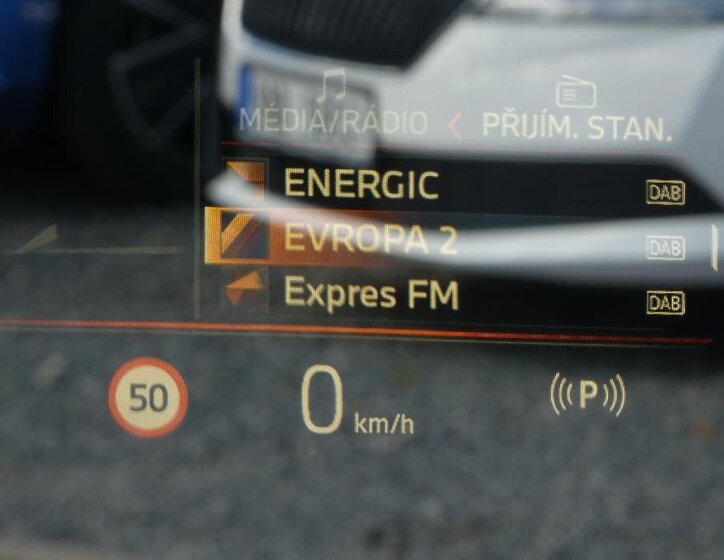 MÉDIA/RÁDIO PŘIJÍM. STAN.
ENERGIC DAB
EVROPA 2 DAB
Expres FM DAB
50 0 km/h P